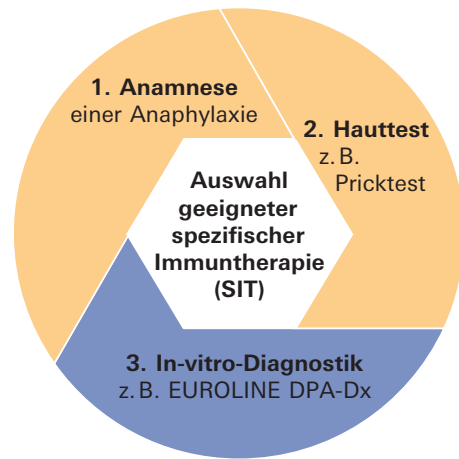 1. Anamnese
einer Anaphylaxie
2. Hauttest
z. B.
Pricktest
Auswahl
geeigneter
spezifischer
Immuntherapie
(SIT)
3. In-vitro-Diagnostik
z. B. EUROLINE DPA-Dx